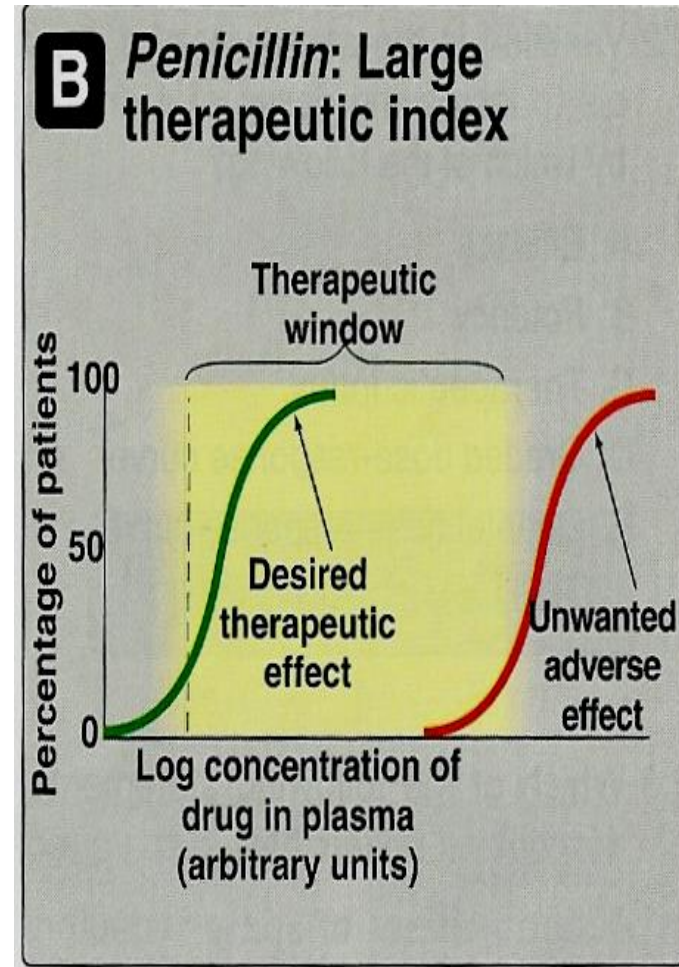 B
Penicillin: Large
therapeutic index
Therapeutic
window
Percentage of patients
100
50
0
Desired
therapeutic
effect
Unwanted
adverse
effect
Log concentration of
drug in plasma
(arbitrary units)